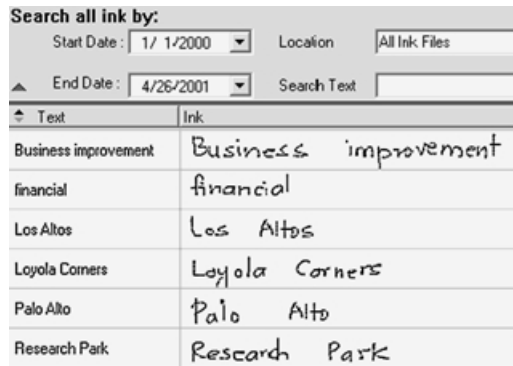 Search all ink by:
Start Date : 1/ 1/2000 Location All Ink Files
End Date : 4/26/2001 Search Text
Text Ink
Business improvement Business improvement
financial financial
Los Altos Los Altos
Loyola Corners Loyola Corners
Palo Alto Palo Alto
Research Park Research Park